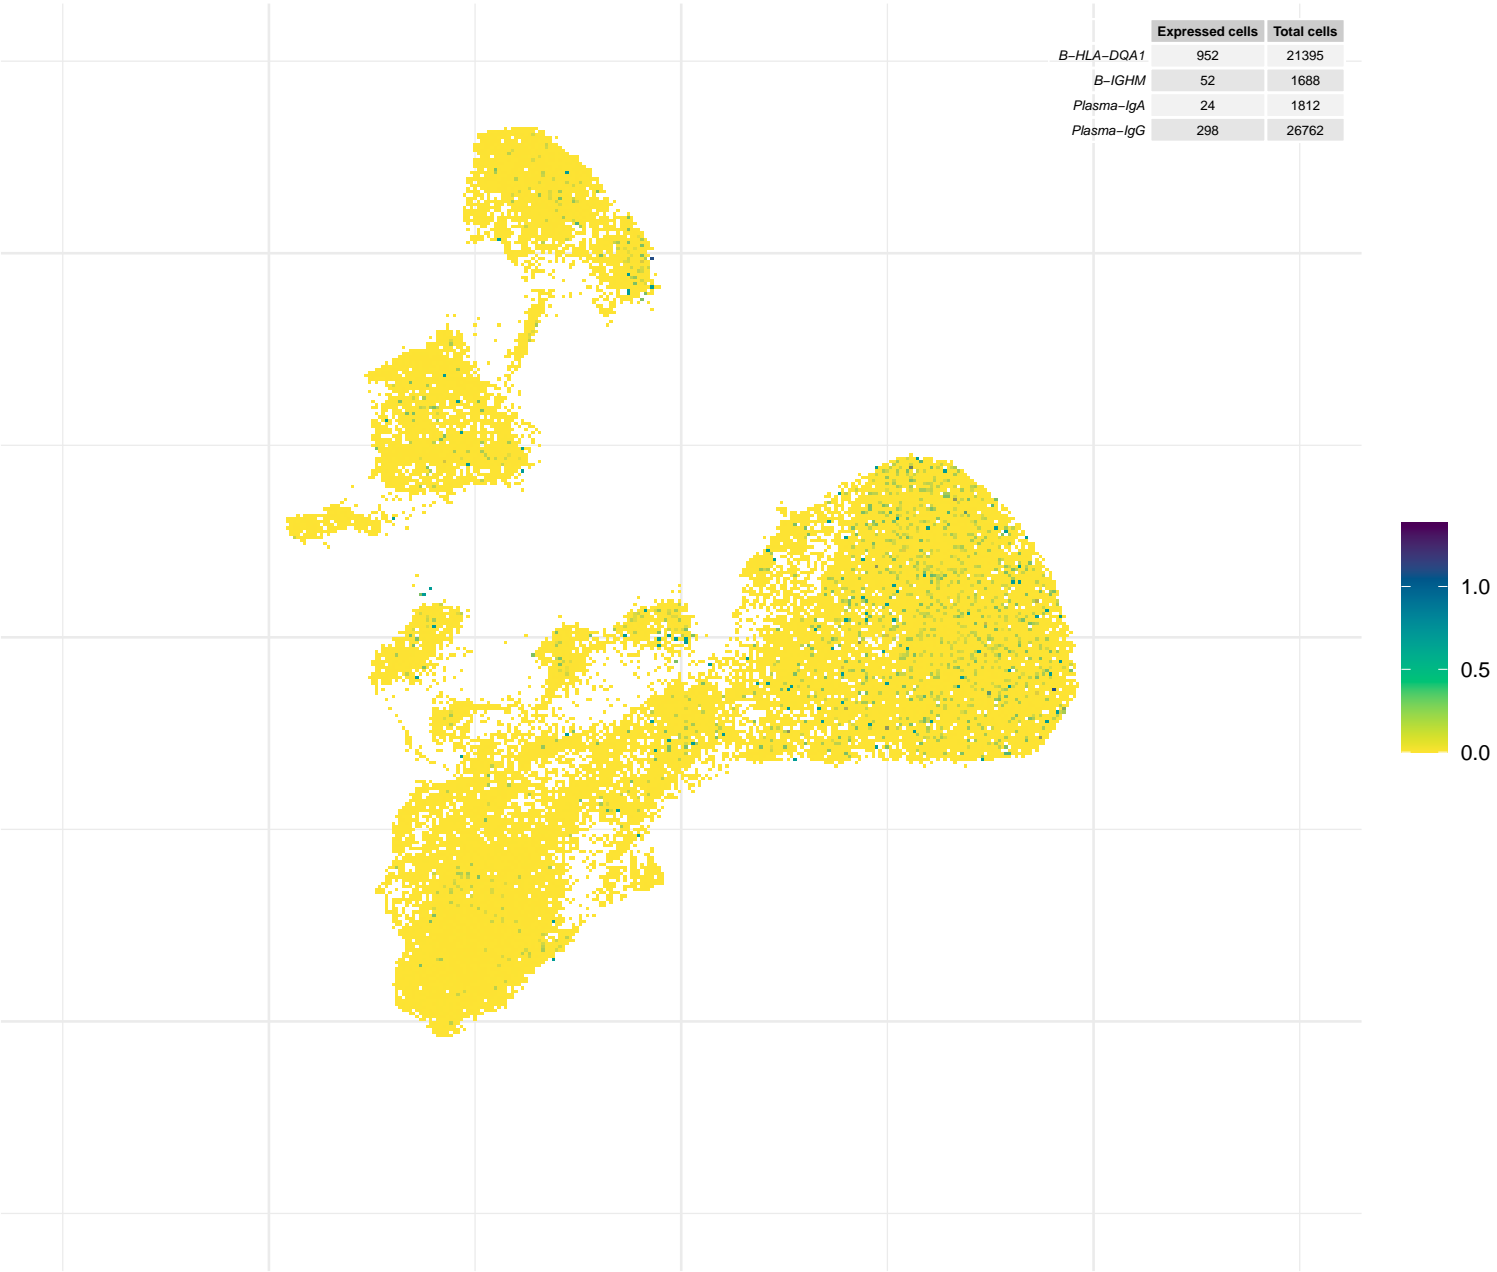 Expressed cells Total cells
B-HLA-DQA1 952 21395
B-IGHM 52 1688
Plasma-IgA 24 1812
Plasma-IgG 298 26762
1.0
0.5
0.0